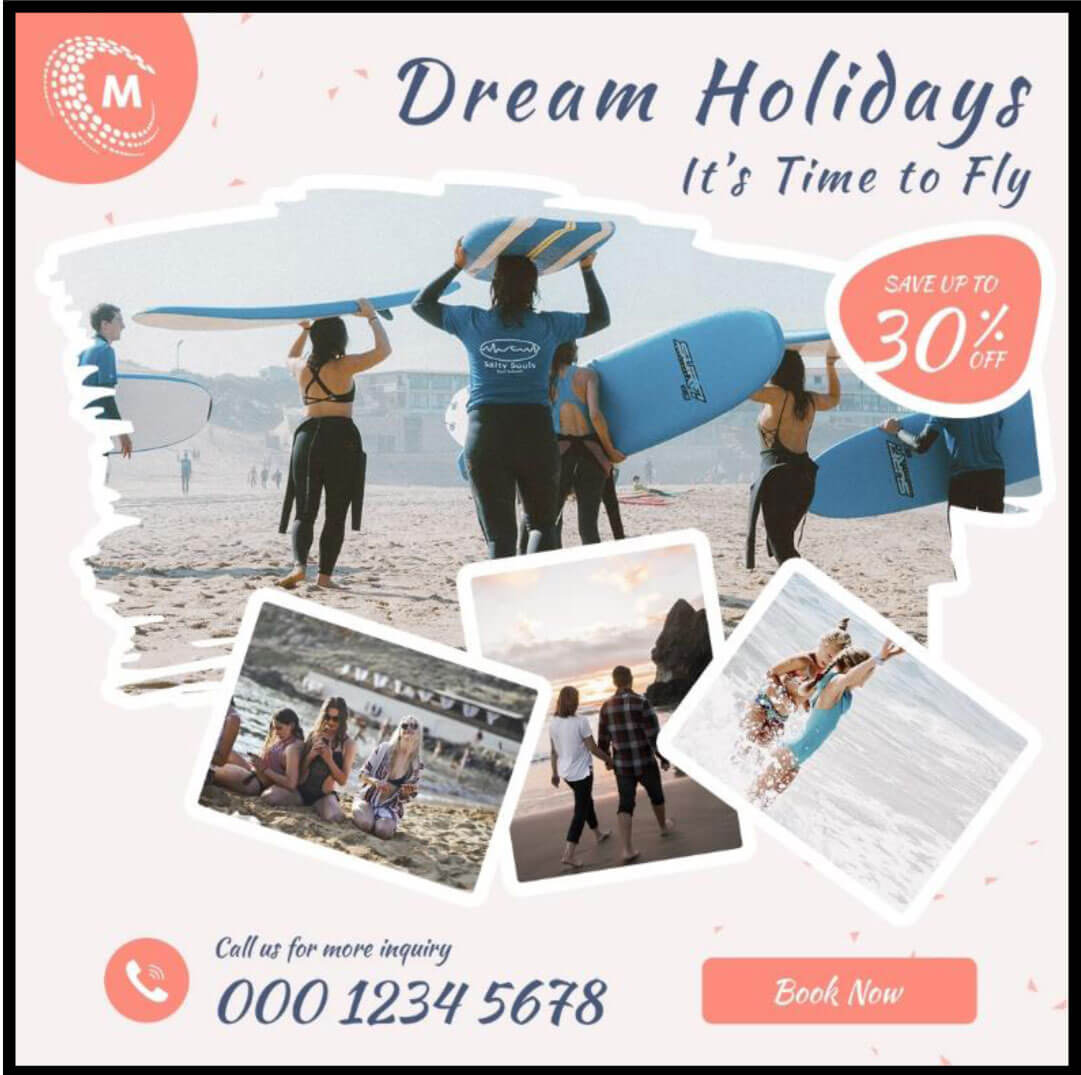 M
Dream Holidays
It's Time to Fly
SAVE UP TO
30%
OFF
Salty Souls
Call us for more inquiry
000 1234 5678
Book Now